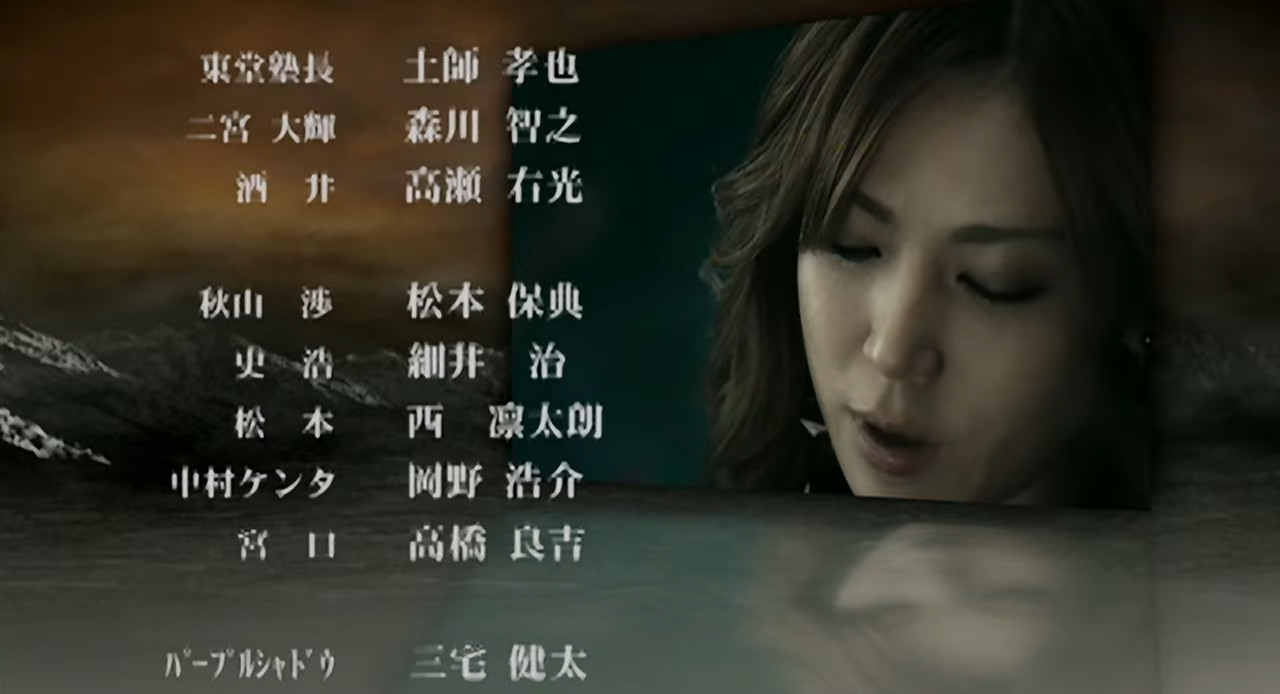 東堂塾長 土師 孝也
二宮 大輝 森川 智之
酒井 高瀬 右光
秋山 渉 松本 保典
史浩 細井 治
松本 西 凛太朗
中村ケンタ 岡野 浩介
宮口 高橋 良吉
ﾊﾟｰﾌﾟﾙｼｬﾄﾞｳ 三宅 健太